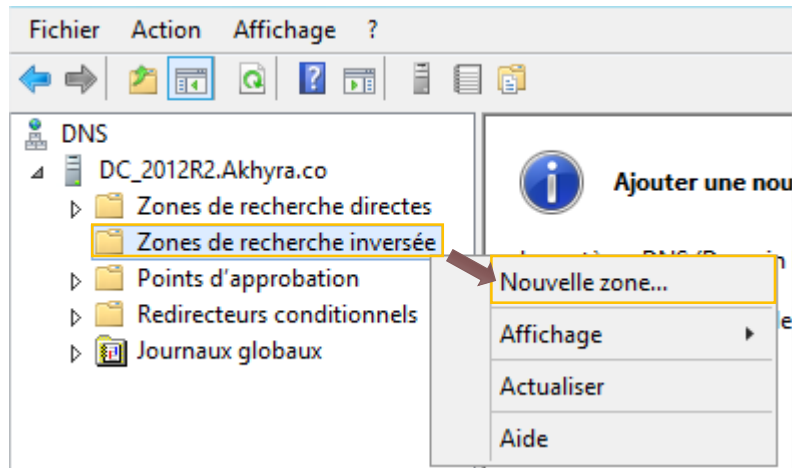 Fichier Action Affichage ?
DNS
DC_2012R2.Akhyra.co
Zones de recherche directes
Zones de recherche inversée
Points d'approbation
Redirecteurs conditionnels
Journaux globaux
Ajouter une nou
DNS
Nouvelle zone...
Affichage
Actualiser
Aide